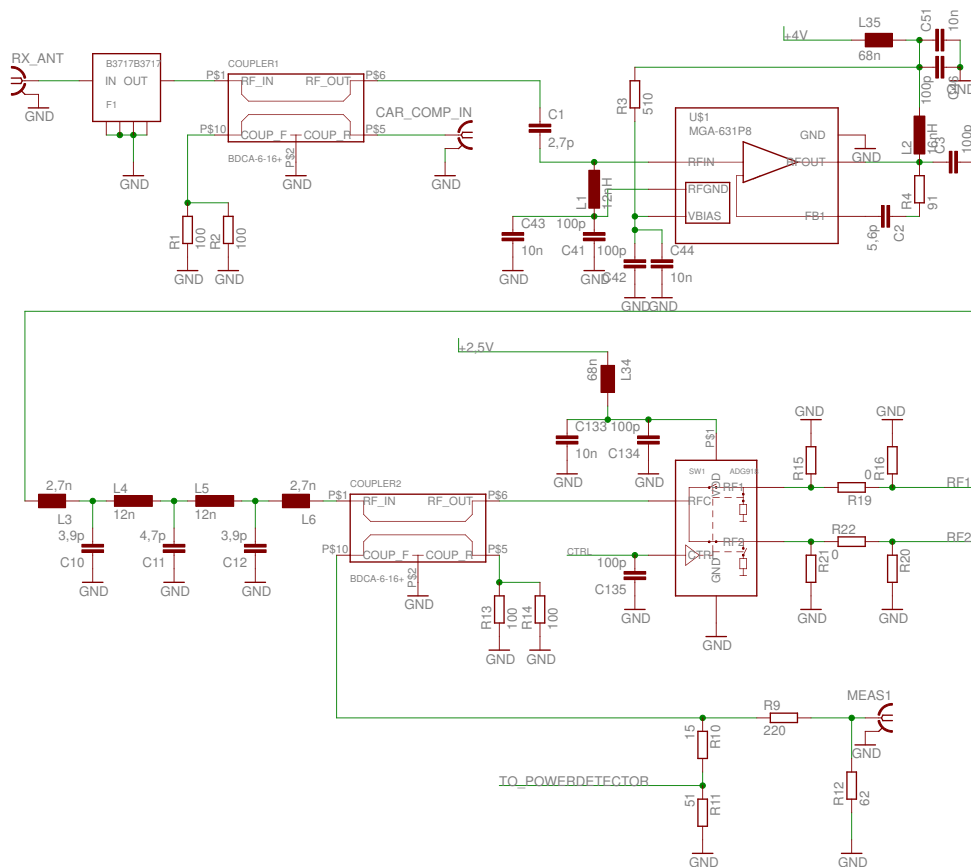 RX_ANT
GND
B3717B3717
IN OUT
F1
GND
COUPLER1
P$1
RF_IN RF_OUT
P$6
P$10
COUP_F COUP_R
P$5
BDCA-6-16+
P$2
GND
CAR_COMP_IN
GND
R1
100
R2
100
GND
GND
C1
2,7p
L1
12nH
C43
10n
GND
100p
C41
GND
R3
510
100p
C42
GND
C44
10n
GND
U$1
MGA-631P8
GND
RFIN
RFOUT
RFGND
VBIAS
FB1
GND
+4V
L35
68n
C51
10n
100p
C46
GND
L2
16nH
C3
100p
R4
91
C2
5,6p
+2,5V
68n
L34
C133
10n
GND
100p
C134
GND
2,7n
L3
L4
12n
L5
12n
2,7n
L6
3,9p
C10
GND
4,7p
C11
GND
3,9p
C12
GND
COUPLER2
P$1
RF_IN RF_OUT
P$6
P$10
COUP_F COUP_R
P$5
BDCA-6-16+
P$2
GND
R13
100
R14
100
GND
GND
CTRL
100p
C135
GND
P$1
SW1
RFC
VDD
RF1
RF2
CTRL
GND
GND
GND
R15
GND
R16
0
R19
RF1
R22
0
RF2
R21
GND
R20
GND
R9
220
MEAS1
GND
15
R10
TO_POWERDETECTOR
51
R11
GND
R12
62
GND